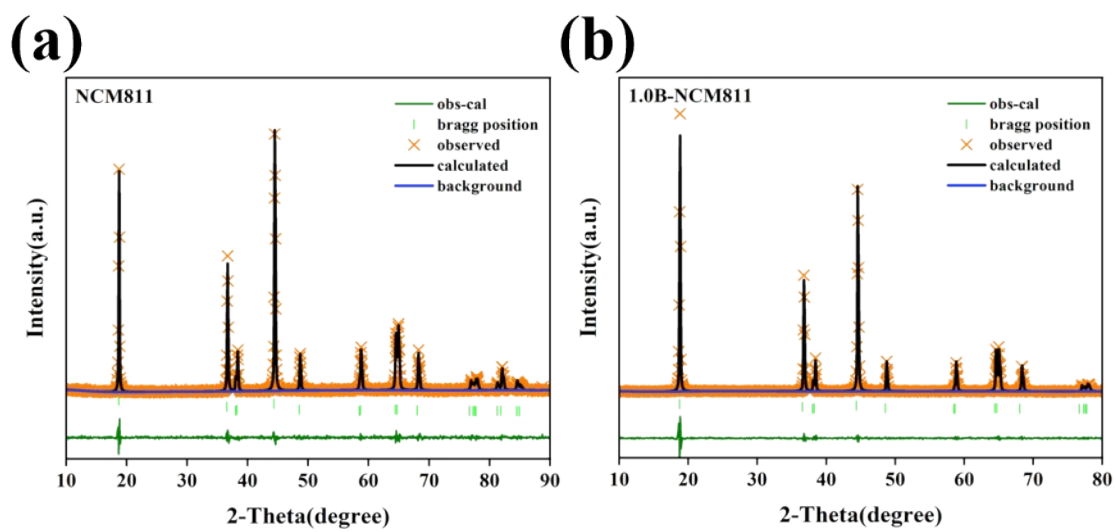 (a)
NCM811
obs-cal
bragg position
observed
calculated
background
Intensity(a.u.)
10 20 30 40 50 60 70 80 90
2-Theta(degree)
(b)
1.0B-NCM811
obs-cal
bragg position
observed
calculated
background
Intensity(a.u.)
10 20 30 40 50 60 70 80
2-Theta(degree)